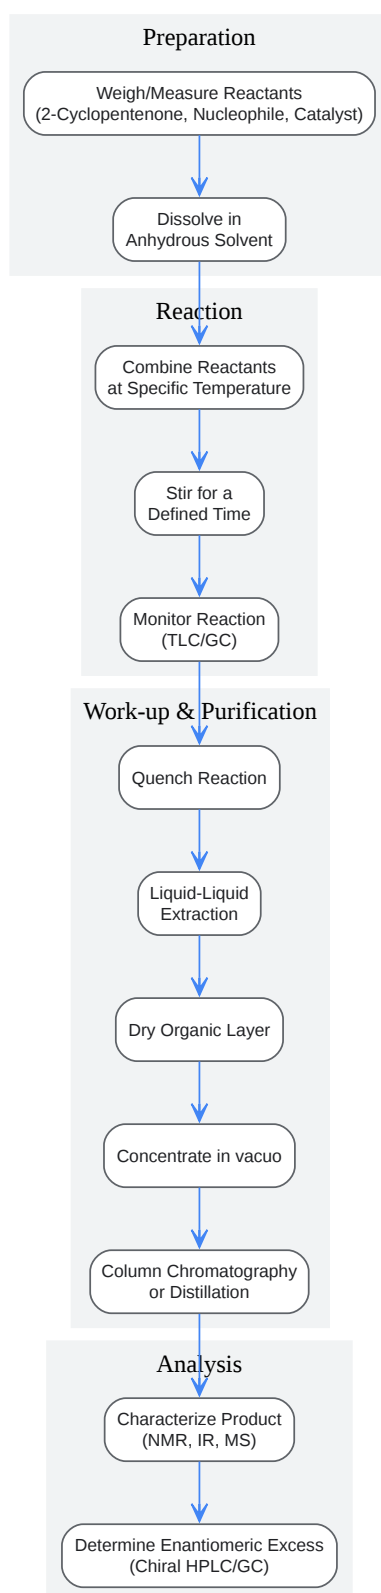 Preparation
Weigh/Measure Reactants
(2-Cyclopentenone, Nucleophile, Catalyst)
Dissolve in
Anhydrous Solvent
Reaction
Combine Reactants
at Specific Temperature
Stir for a
Defined Time
Monitor Reaction
(TLC/GC)
Work-up & Purification
Quench Reaction
Liquid-Liquid
Extraction
Dry Organic Layer
Concentrate in vacuo
Column Chromatography
or Distillation
Analysis
Characterize Product
(NMR, IR, MS)
Determine Enantiomeric Excess
(Chiral HPLC/GC)